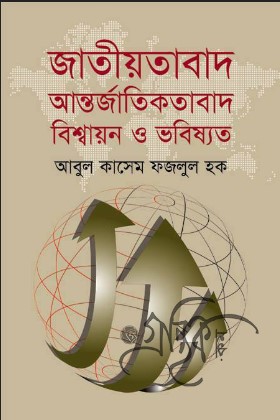 জাতীয়তাবাদ
আন্তর্জাতিকতাবাদ
বিশ্বায়ন ও ভবিষ্যত
আবুল কাসেম ফজলুল হক